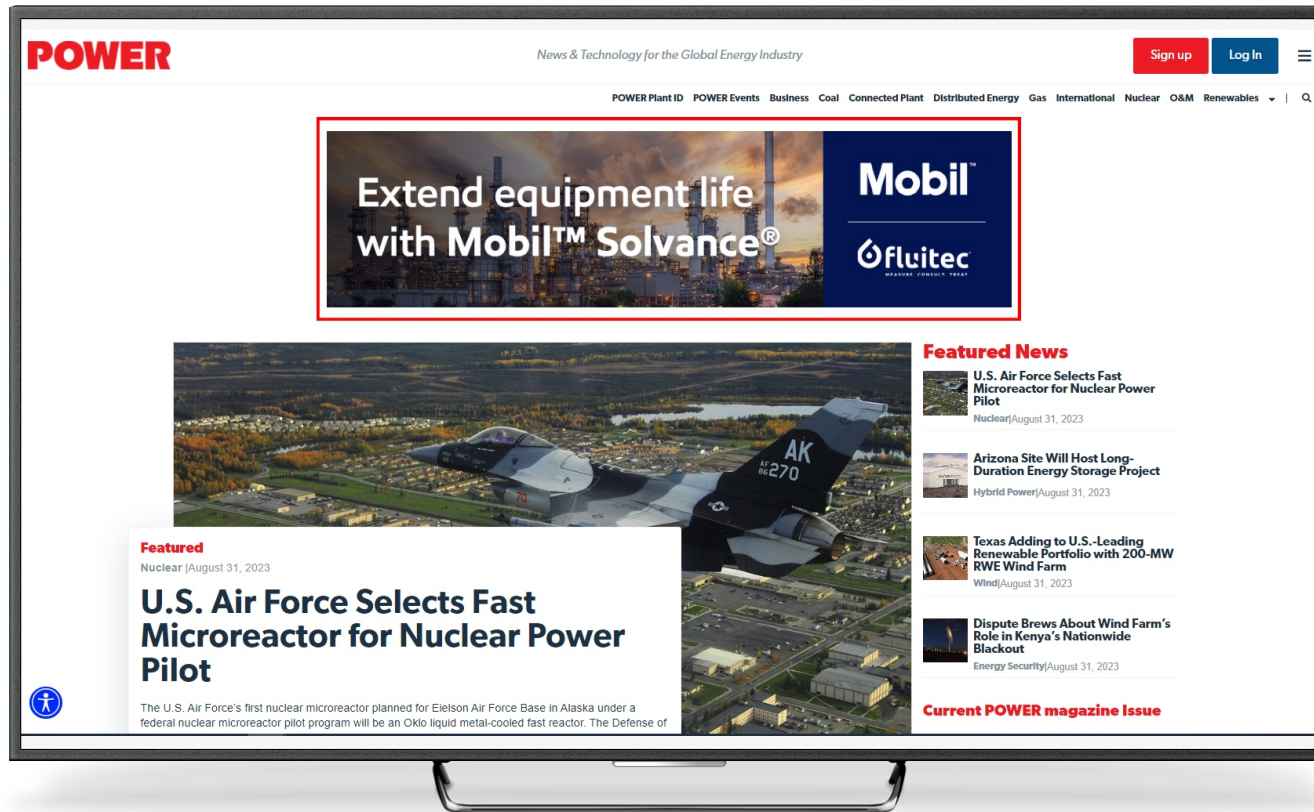 POWER
News & Technology for the Global Energy Industry
Sign up
Log In
POWER Plant ID POWER Events Business Coal Connected Plant Distributed Energy Gas International Nuclear O&M Renewables
Extend equipment life
with Mobil™ Solvance®
Mobil™
fluitec
MEASURE. CONSULT. TREAT.
AK
AF
86270
70
Featured
Nuclear |August 31, 2023
U.S. Air Force Selects Fast
Microreactor for Nuclear Power
Pilot
The U.S. Air Force's first nuclear microreactor planned for Eielson Air Force Base in Alaska under a
federal nuclear microreactor pilot program will be an Oklo liquid metal-cooled fast reactor. The Defense of
Featured News
U.S. Air Force Selects Fast
Microreactor for Nuclear Power
Pilot
Nuclear|August 31, 2023
Arizona Site Will Host Long-
Duration Energy Storage Project
Hybrid Power|August 31, 2023
Texas Adding to U.S.-Leading
Renewable Portfolio with 200-MW
RWE Wind Farm
Wind|August 31, 2023
Dispute Brews About Wind Farm's
Role in Kenya's Nationwide
Blackout
Energy Security|August 31, 2023
Current POWER magazine Issue